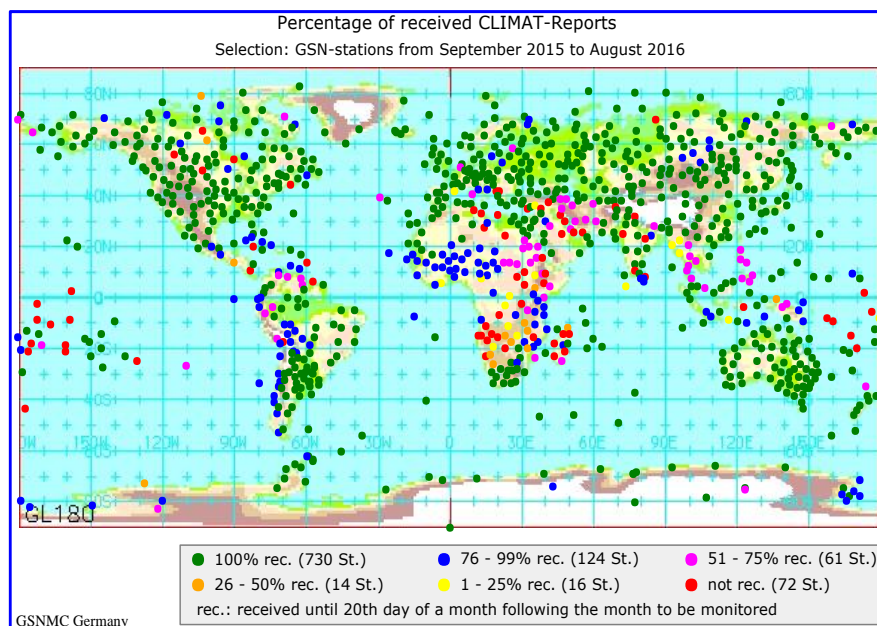 Percentage of received CLIMAT-Reports
Selection: GSN-stations from September 2015 to August 2016
80N
60N
40N
20N
0
20S
40S
60S
80S
150W 120W 90W 60W 30W 0 30E 60E 90E 120E 150E
GL180
100% rec. (730 St.) 76 - 99% rec. (124 St.) 51 - 75% rec. (61 St.)
26 - 50% rec. (14 St.) 1 - 25% rec. (16 St.) not rec. (72 St.)
rec.: received until 20th day of a month following the month to be monitored
GSNMC Germany